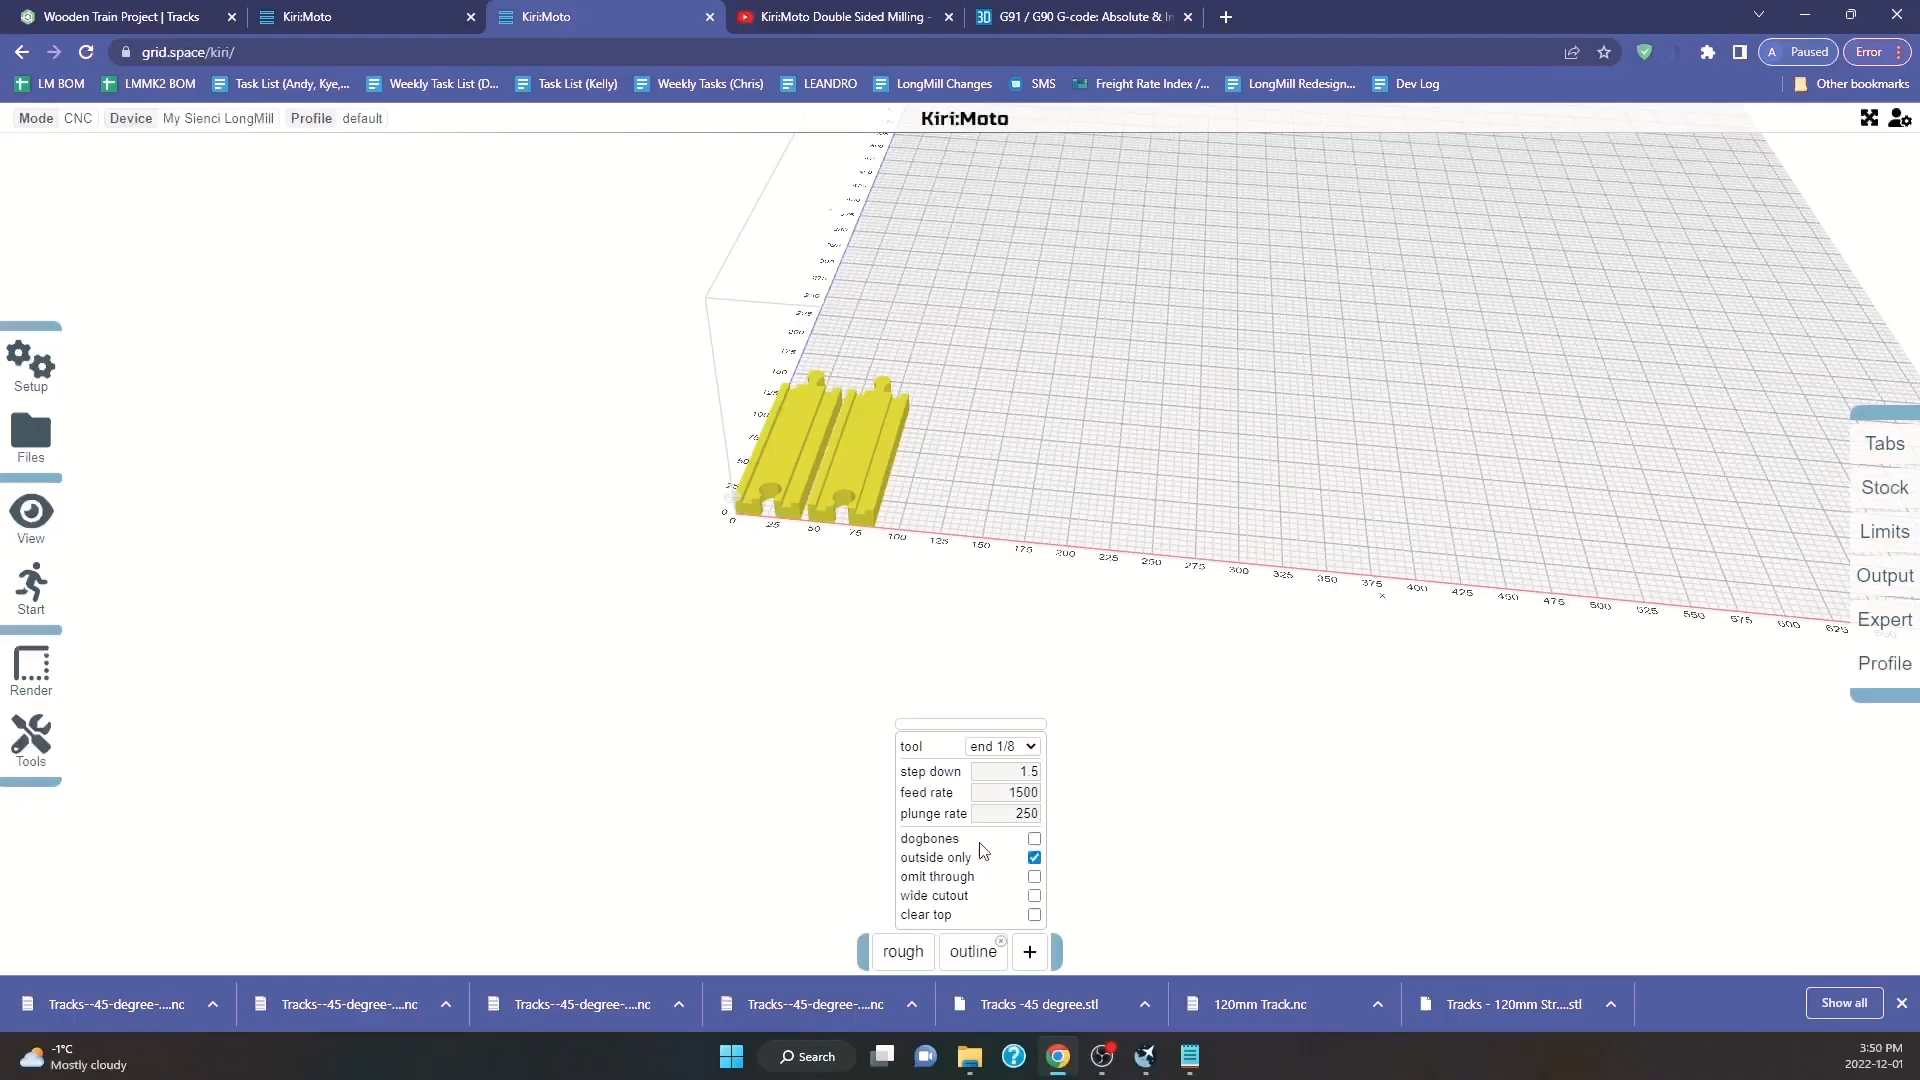 Wooden Train Project | Tracks
Kiri:Moto
Kiri:Moto
Kiri:Moto Double Sided Milling -
G91 / G90 G-code: Absolute & In
grid.space/kiri/
A Paused
Error
LM BOM
LMMK2 BOM
Task List (Andy, Kye,...
Weekly Task List (D...
Task List (Kelly)
Weekly Tasks (Chris)
LEANDRO
LongMill Changes
SMS
Freight Rate Index /...
LongMill Redesign...
Dev Log
Other bookmarks
Mode CNC Device My Sienci LongMill Profile default
Kiri:Moto
Setup
Files
View
Start
Render
Tools
Tabs
Stock
Limits
Output
Expert
Profile
0 25 50 75 100 125 150 175 200 225 250 275 300 325 350 375 400 425 450 475 500 525 550 575 600 625
x
tool end 1/8
step down 1.5
feed rate 1500
plunge rate 250
dogbones
outside only
omit through
wide cutout
clear top
rough outline +
Tracks--45-degree-....nc
Tracks--45-degree-....nc
Tracks--45-degree-....nc
Tracks--45-degree-....nc
Tracks -45 degree.stl
120mm Track.nc
Tracks - 120mm Str....stl
Show all
-1°C
Mostly cloudy
Search
3:50 PM
2022-12-01